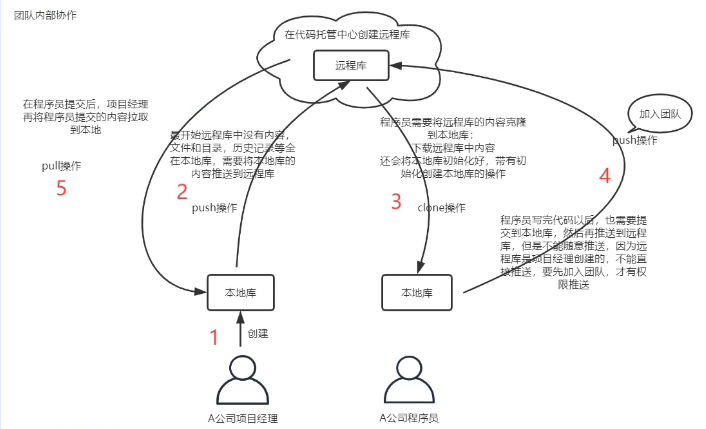 团队内部协作
在代码托管中心创建远程库
远程库
在程序员提交后，项目经理
再将程序员提交的内容拉取
到本地
pull操作
5
最开始远程库中没有内容，
文件和目录，历史记录等全
在本地库，需要将本地库的
内容推送到远程库
2
push操作
程序员需要将远程库的内容克隆
到本地库；
下载远程库中内容
还会将本地库初始化好，带有初
始化创建本地库的操作
3
clone操作
加入团队
push操作
4
程序员写完代码以后，也需要提
交到本地库，然后再推送到远程
库，但是不能随意推送，因为远
程库是项目经理创建的，不能直
接推送，要先加入团队，才有权
限推送
本地库
本地库
1
创建
A公司项目经理
A公司程序员